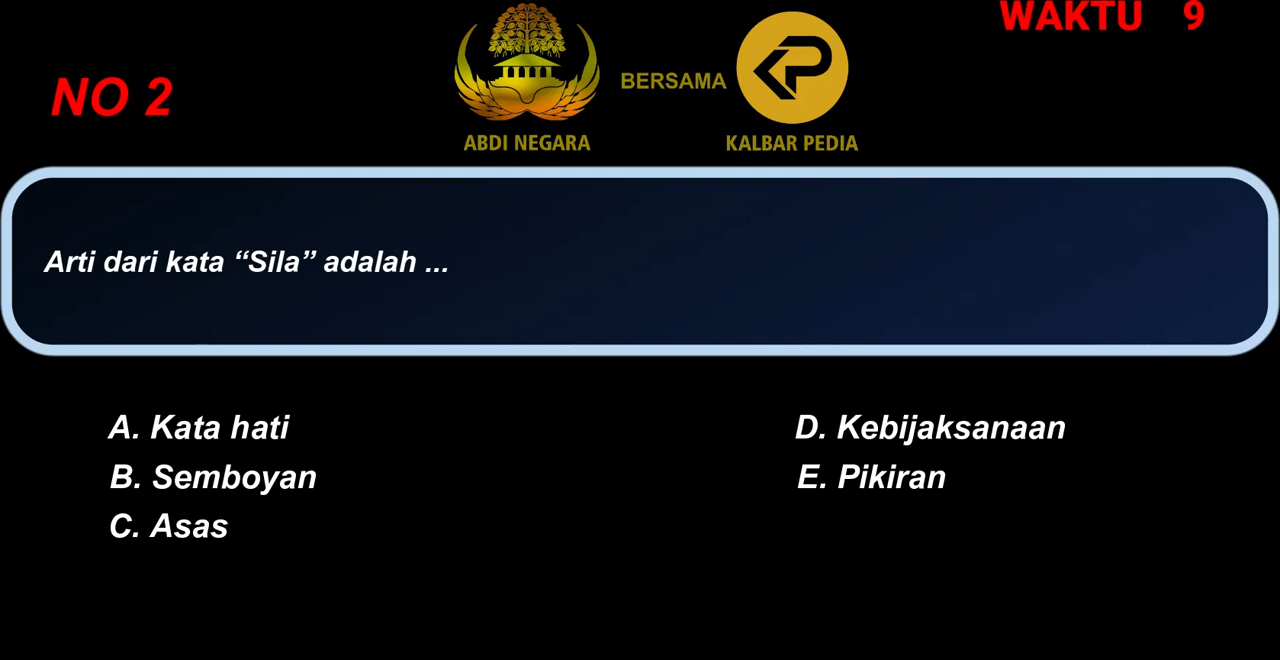 WAKTU 9
NO 2
BERSAMA
ABDI NEGARA
KALBAR PEDIA
Arti dari kata “Sila” adalah ...
A. Kata hati
B. Semboyan
C. Asas
D. Kebijaksanaan
E. Pikiran